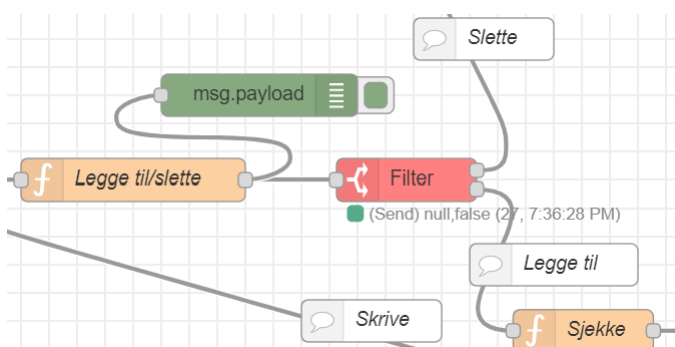 Slette
msg.payload
Legge til/slette
Filter
(Send) null,false (27, 7:36:28 PM)
Legge til
Skrive
Sjekke